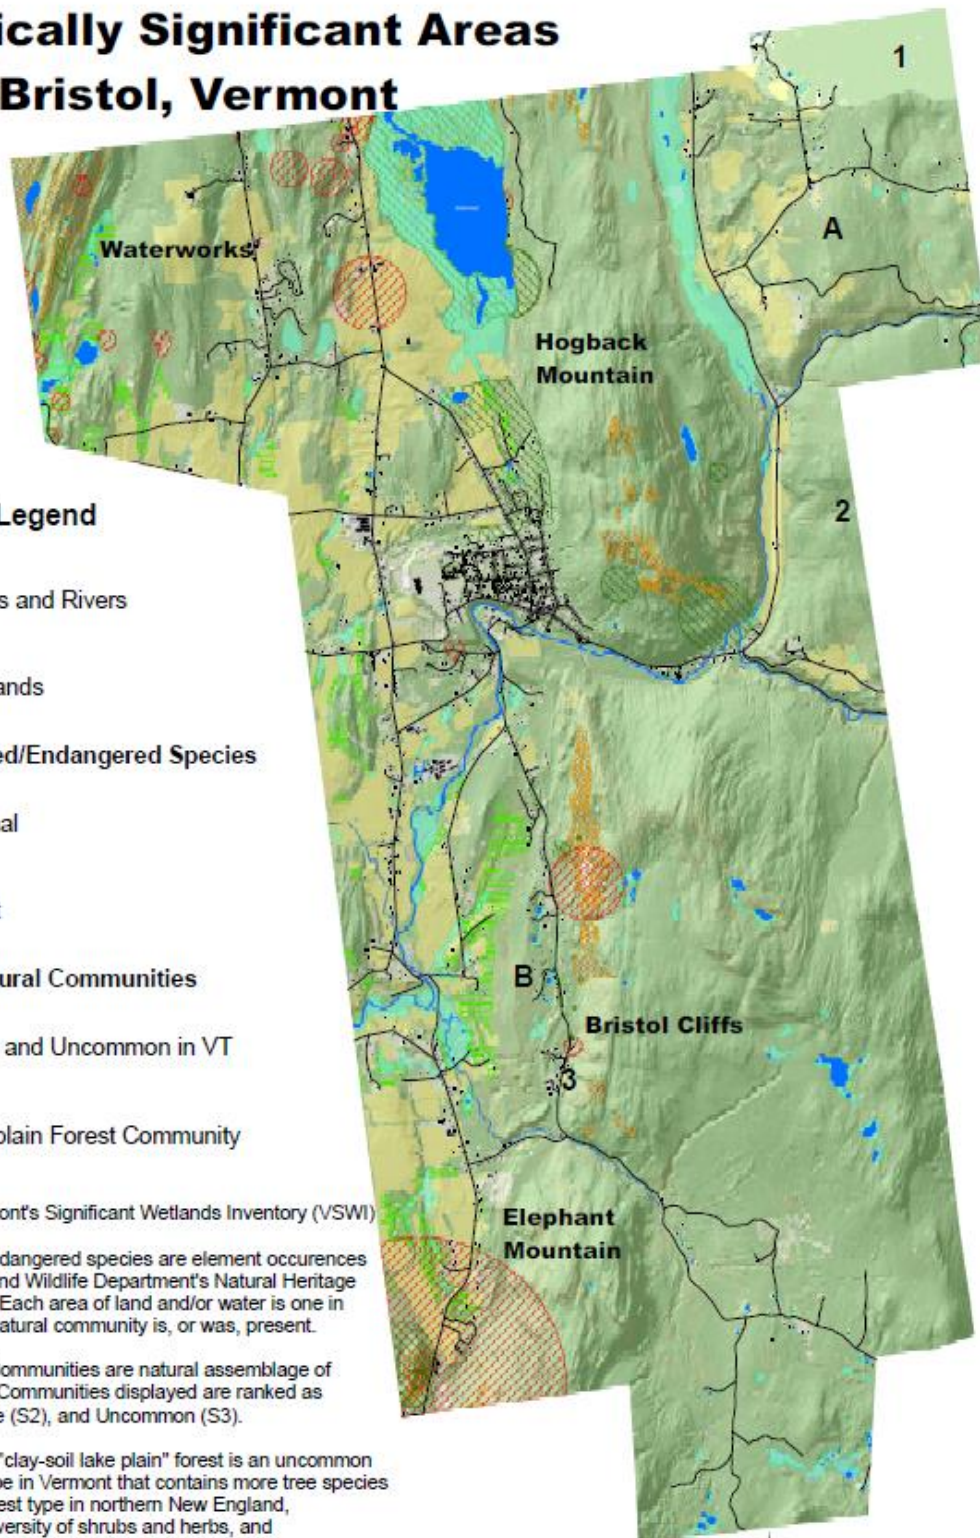 ically Significant Areas
Bristol, Vermont
1
A
Waterworks
Hogback
Mountain
2
Legend
s and Rivers
ands
ed/Endangered Species
al
t
ural Communities
and Uncommon in VT
plain Forest Community
B
Bristol Cliffs
3
Elephant
Mountain
ont's Significant Wetlands Inventory (VSWI)
ndangered species are element occurences
nd Wildlife Department's Natural Heritage
Each area of land and/or water is one in
atural community is, or was, present.
ommunities are natural assemblage of
Communities displayed are ranked as
e (S2), and Uncommon (S3).
"clay-soil lake plain" forest is an uncommon
pe in Vermont that contains more tree species
est type in northern New England,
versity of shrubs and herbs, and